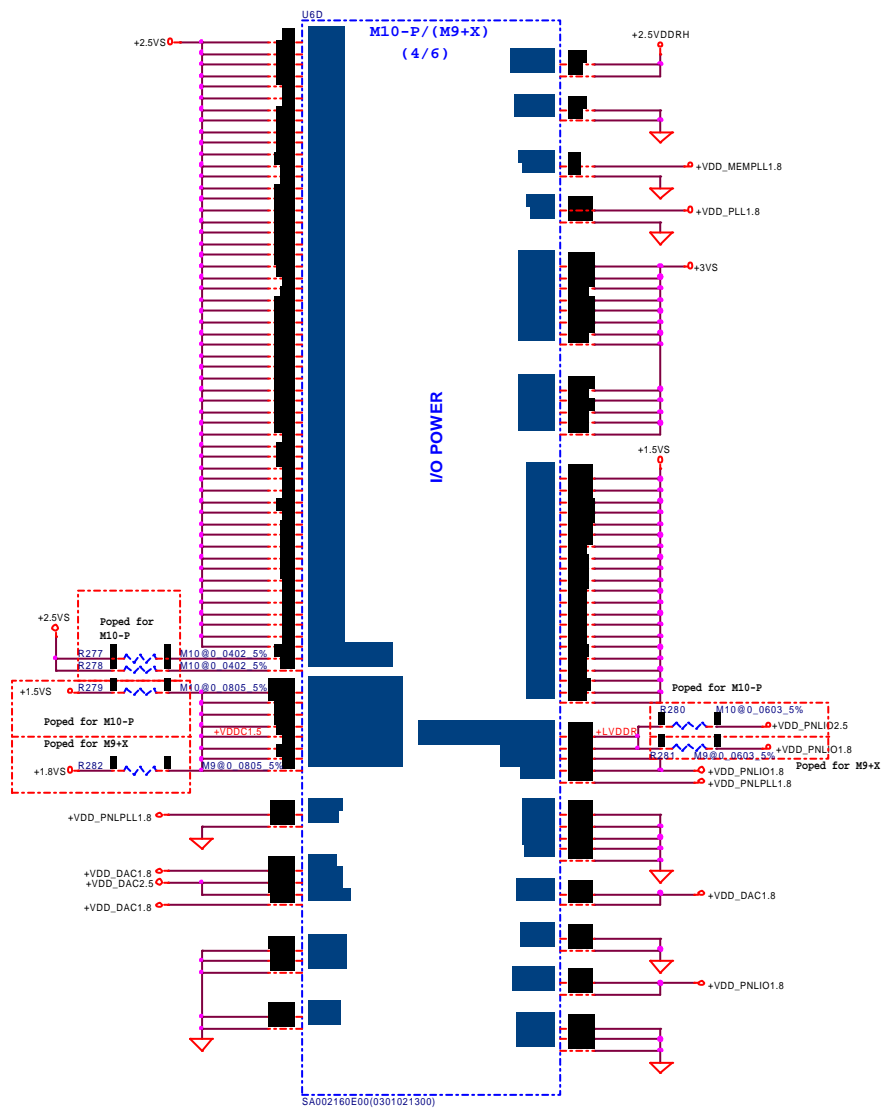 U6D
M10-P/(M9+X)
(4/6)
+2.5VS
+2.5VDDRH
+VDD_MEMPLL1.8
+VDD_PLL1.8
+3VS
I/O POWER
+1.5VS
+2.5VS
Poped for
M10-P
R277
M10@0_0402_5%
R278
M10@0_0402_5%
R279
M10@0_0805_5%
+1.5VS
Poped for M10-P
+VDDC1.5
Poped for M9+X
R282
M9@0_0805_5%
+1.8VS
Poped for M10-P
R280
M10@0_0603_5%
+VDD_PNLIO2.5
+LVDDR
+VDD_PNLIO1.8
R281
M9@0_0603_5%
Poped for M9+X
+VDD_PNLIO1.8
+VDD_PNLPLL1.8
+VDD_PNLPLL1.8
+VDD_DAC1.8
+VDD_DAC2.5
+VDD_DAC1.8
+VDD_DAC1.8
+VDD_PNLIO1.8
SA002160E00(0301021300)